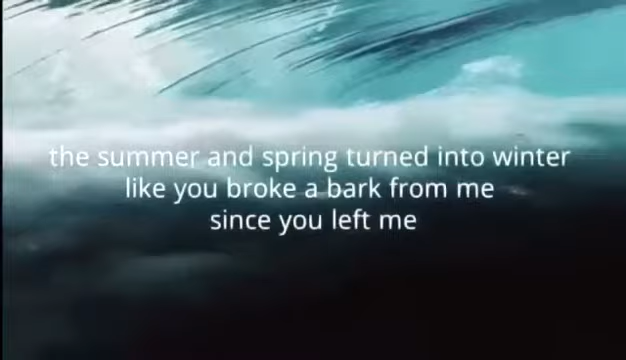 the summer and spring turned into winter
like you broke a bark from me
since you left me